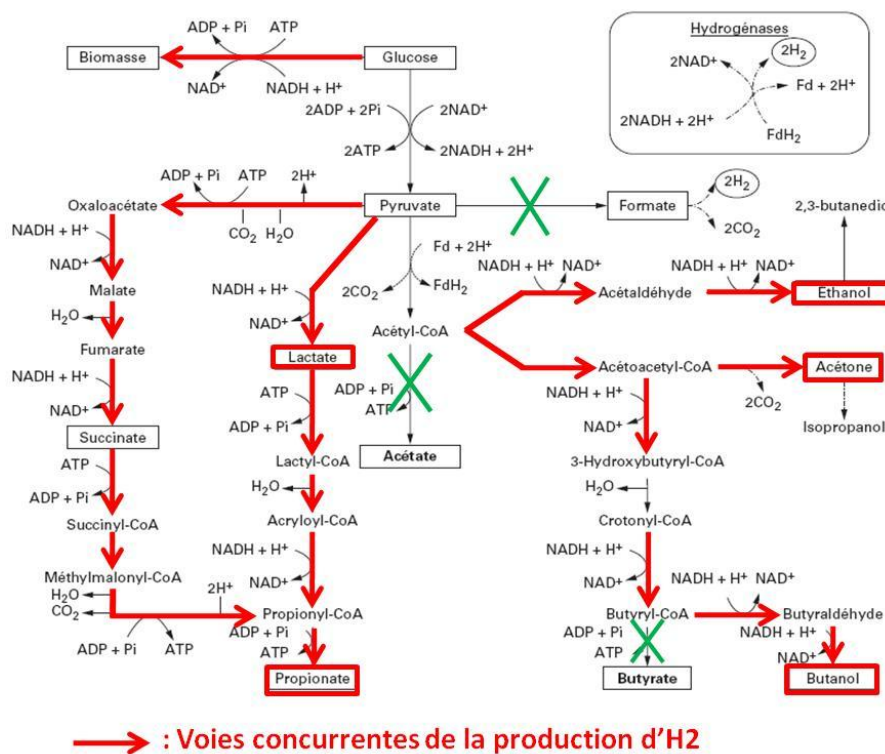 ADP + Pi ATP
Biomasse Glucose
NAD⁺ NADH + H⁺
Hydrogénases
2NAD⁺ 2H₂
Fd + 2H⁺
2NADH + 2H⁺
FdH₂
2ADP + 2Pi 2NAD⁺
2ATP 2NADH + 2H⁺
ADP + Pi ATP 2H⁺
Oxaloacétate Pyruvate Formate
CO₂ H₂O
2H₂
2CO₂
2,3-butanedio
NADH + H⁺
NAD⁺
Malate
H₂O
Fumarate
NADH + H⁺
NAD⁺
Succinate
ATP
ADP + Pi
Succinyl-CoA
Méthylmalonyl-CoA
H₂O
CO₂
2H⁺
ADP + Pi ATP
NADH + H⁺
NAD⁺
Lactate
ATP
ADP + Pi
Lactyl-CoA
H₂O
Acryloyl-CoA
NADH + H⁺
NAD⁺
Propionyl-CoA
ADP + Pi
ATP
Propionate
Fd + 2H⁺
2CO₂ FdH₂
Acétyl-CoA
ADP + Pi
ATP
Acétate
NADH + H⁺ NAD⁺ NADH + H⁺ NAD⁺
Acétaldéhyde Ethanol
Acétoacetyl-CoA Acétone
2CO₂
Isopropanol
NADH + H⁺
NAD⁺
3-Hydroxybutyryl-CoA
H₂O
Crotonyl-CoA
NADH + H⁺
NAD⁺
NADH + H⁺ NAD⁺
Butyryl-CoA Butyraldéhyde
ADP + Pi
ATP
Butyrate
NADH + H⁺
NAD⁺
Butanol
: Voies concurrentes de la production d’H2